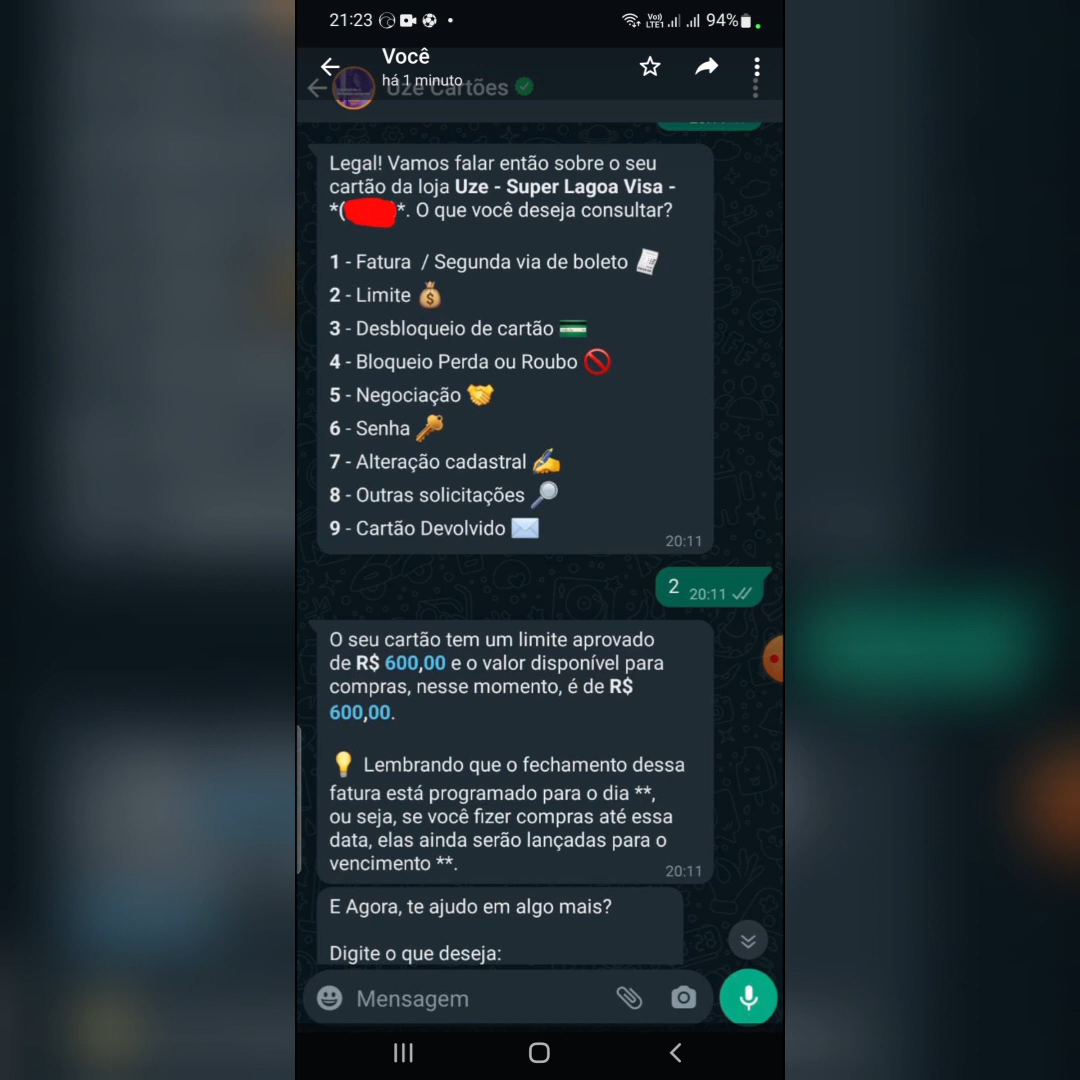 21:23
Vo))
LTE1
94%
Você
há 1 minuto
Uze Cartões
Legal! Vamos falar então sobre o seu
cartão da loja Uze - Super Lagoa Visa -
*( *. O que você deseja consultar?
1 - Fatura / Segunda via de boleto
2 - Limite
3 - Desbloqueio de cartão
4 - Bloqueio Perda ou Roubo
5 - Negociação
6 - Senha
7 - Alteração cadastral
8 - Outras solicitações
9 - Cartão Devolvido
20:11
2 20:11
O seu cartão tem um limite aprovado
de R$ 600,00 e o valor disponível para
compras, nesse momento, é de R$
600,00.
Lembrando que o fechamento dessa
fatura está programado para o dia **,
ou seja, se você fizer compras até essa
data, elas ainda serão lançadas para o
vencimento **.
20:11
E Agora, te ajudo em algo mais?
Digite o que deseja:
Mensagem